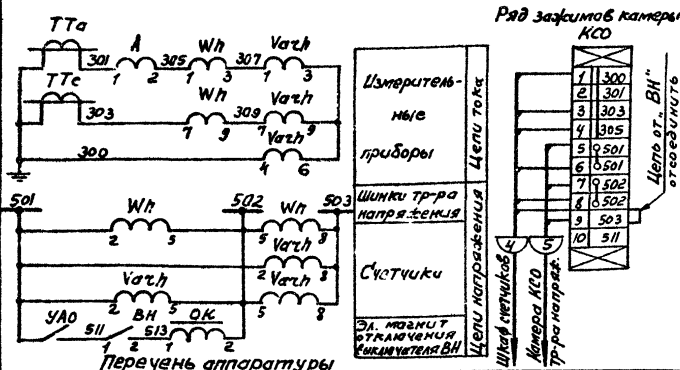 Ряд зажимов камеры
КСО
ТТа
301
А
1 2
305
Wh
1 3
307
Varh
1 3
ТТс
303
Wh
7 9
309
Varh
7 9
300
Varh
4 6
501
502
503
Wh
2 5
Wh
5 8
Varh
2 8
Varh
2 5
Varh
5 8
УАО
511
ВН
1 2
513
ОК
1 2
Перечень аппаратуры
Измеритель-
ные
приборы
Цепи тока
Шинки тр-ра
напряжения
Счетчики
Эл. магнит
отключения
выключателя ВН
Цепи напряжения
1 300
2 301
3 303
4 305
5 501
6 501
7 502
8 502
9 503
10 511
Цепь от "ВН"
отсоединить
4
5
Шкаф счетчиков
Камера КСО
тр-ра напряж.